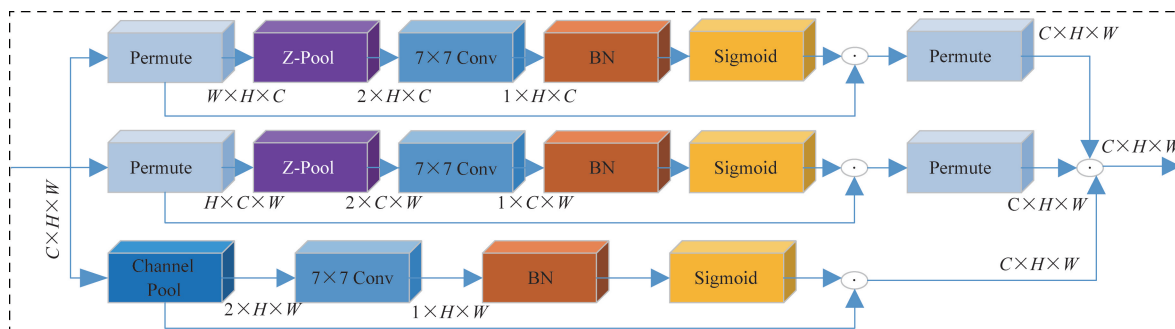 C×H×W
Permute
Z-Pool
7×7 Conv
BN
Sigmoid
·
Permute
W×H×C
2×H×C
1×H×C
Permute
Z-Pool
7×7 Conv
BN
Sigmoid
·
Permute
·
C×H×W
C×H×W
H×C×W
2×C×W
1×C×W
C×H×W
Channel
Pool
7×7 Conv
BN
Sigmoid
·
C×H×W
2×H×W
1×H×W